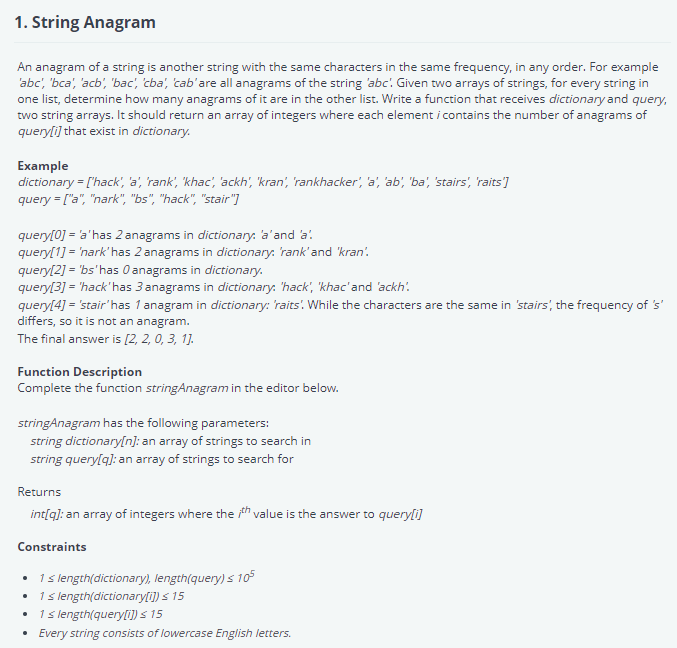 1. String Anagram
An anagram of a string is another string with the same characters in the same frequency, in any order. For example
'abc', 'bca', 'acb', 'bac', 'cba', 'cab' are all anagrams of the string 'abc'. Given two arrays of strings, for every string in
one list, determine how many anagrams of it are in the other list. Write a function that receives dictionary and query,
two string arrays. It should return an array of integers where each element i contains the number of anagrams of
query[i] that exist in dictionary.
Example
dictionary = ['hack', 'a', 'rank', 'khac', 'ackh', 'kran', 'rankhacker', 'a', 'ab', 'ba', 'stairs', 'raits']
query = ["a", "nark", "bs", "hack", "stair"]
query[0] = 'a' has 2 anagrams in dictionary: 'a' and 'a'.
query[1] = 'nark' has 2 anagrams in dictionary: 'rank' and 'kran'.
query[2] = 'bs' has 0 anagrams in dictionary.
query[3] = 'hack' has 3 anagrams in dictionary: 'hack', 'khac' and 'ackh'.
query[4] = 'stair' has 1 anagram in dictionary: 'raits'. While the characters are the same in 'stairs', the frequency of 's'
differs, so it is not an anagram.
The final answer is [2, 2, 0, 3, 1].
Function Description
Complete the function stringAnagram in the editor below.
stringAnagram has the following parameters:
string dictionary[n]: an array of strings to search in
string query[q]: an array of strings to search for
Returns
int[q]: an array of integers where the ith value is the answer to query[i]
Constraints
• 1 ≤ length(dictionary), length(query) ≤ 10⁵
• 1 ≤ length(dictionary[i]) ≤ 15
• 1 ≤ length(query[i]) ≤ 15
• Every string consists of lowercase English letters.